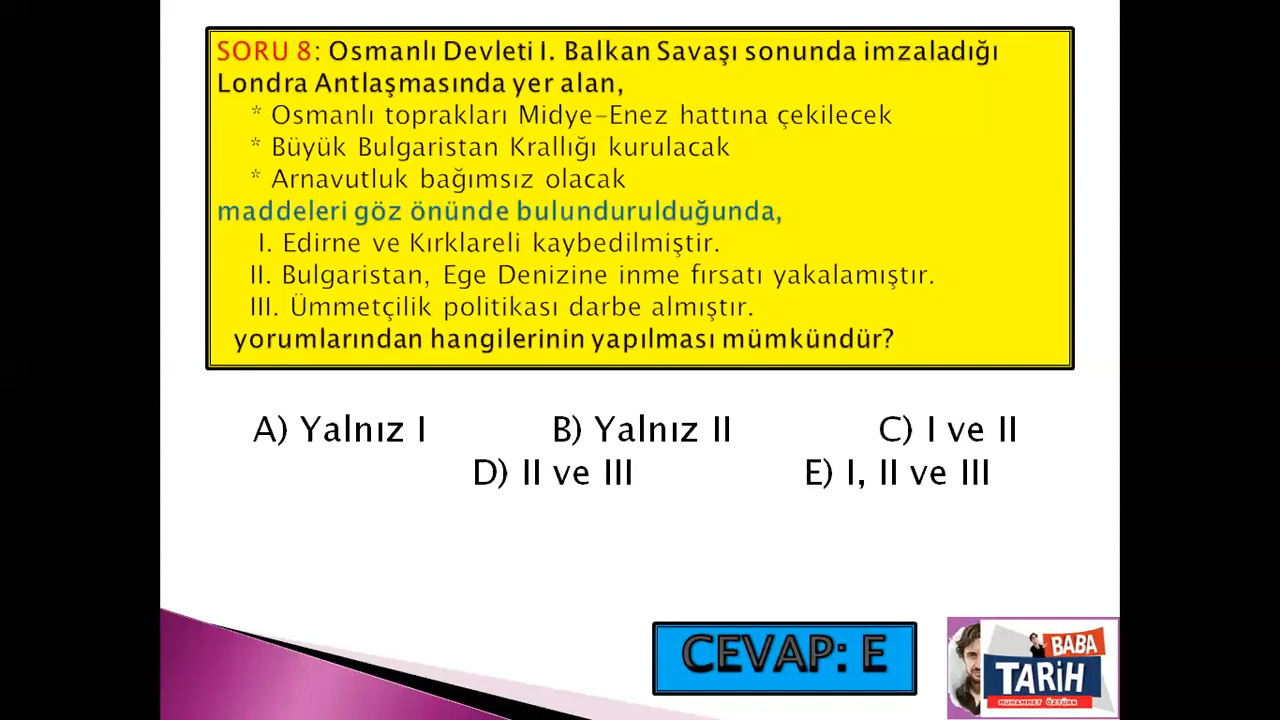 SORU 8: Osmanlı Devleti I. Balkan Savaşı sonunda imzaladığı
Londra Antlaşmasında yer alan,
* Osmanlı toprakları Midye-Enez hattına çekilecek
* Büyük Bulgaristan Krallığı kurulacak
* Arnavutluk bağımsız olacak
maddeleri göz önünde bulundurulduğunda,
I. Edirne ve Kırklareli kaybedilmiştir.
II. Bulgaristan, Ege Denizine inme fırsatı yakalamıştır.
III. Ümmetçilik politikası darbe almıştır.
yorumlarından hangilerinin yapılması mümkündür?
A) Yalnız I B) Yalnız II C) I ve II
D) II ve III E) I, II ve III
CEVAP: E
BABA
TARİH
MUHAMMET ÖZTÜRK